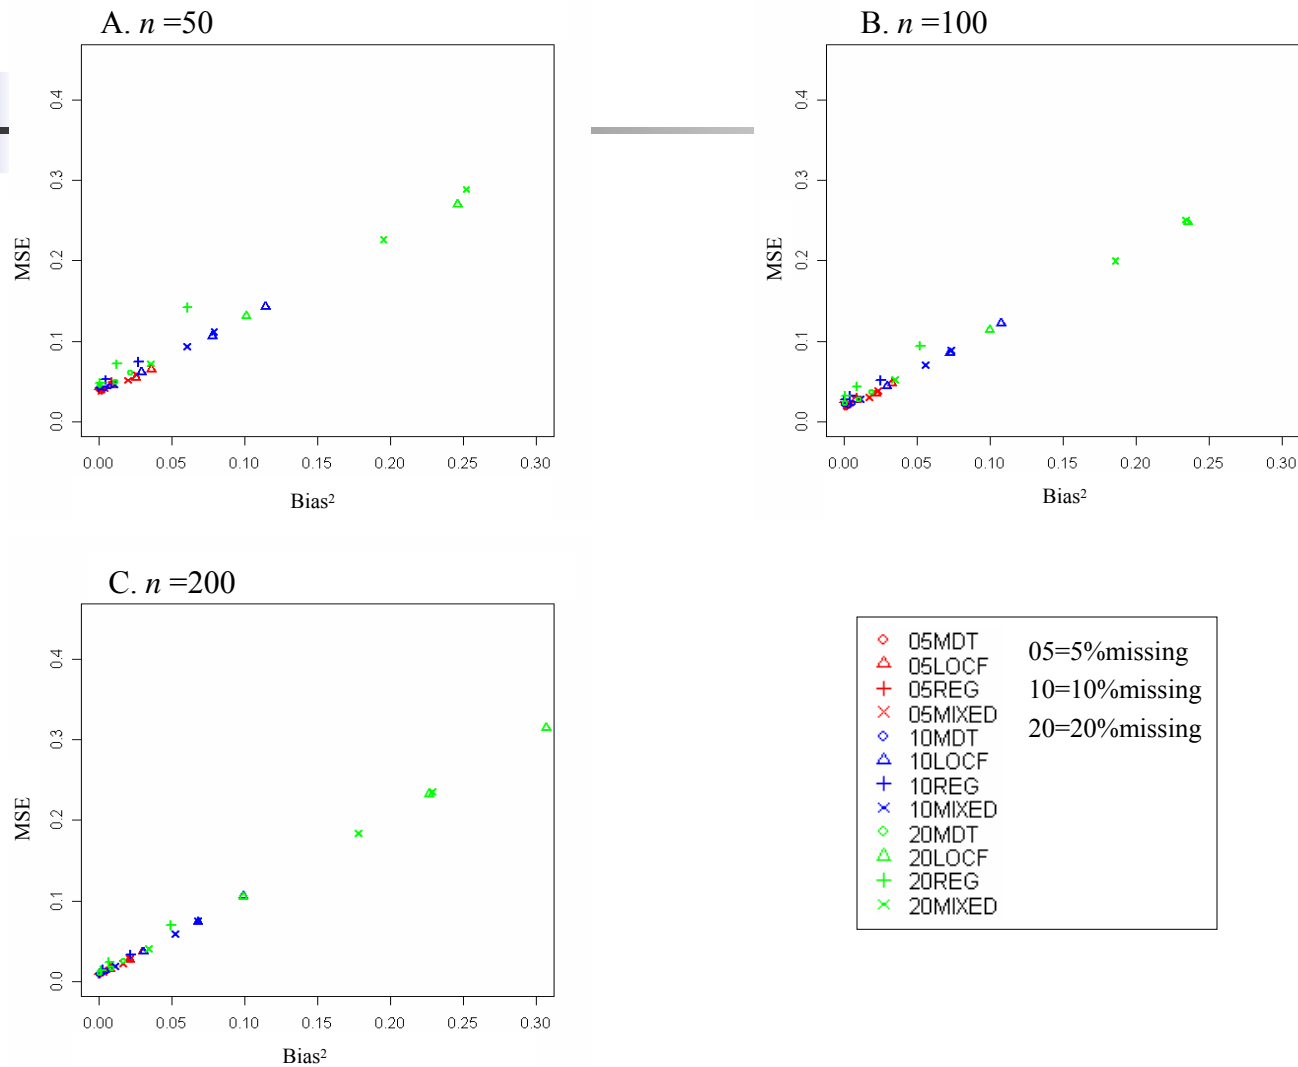 A. n =50
MSE
0.0 0.1 0.2 0.3 0.4
0.00 0.05 0.10 0.15 0.20 0.25 0.30
Bias²
B. n =100
MSE
0.0 0.1 0.2 0.3 0.4
0.00 0.05 0.10 0.15 0.20 0.25 0.30
Bias²
C. n =200
MSE
0.0 0.1 0.2 0.3 0.4
0.00 0.05 0.10 0.15 0.20 0.25 0.30
Bias²
05MDT
05LOCF
05REG
05MIXED
10MDT
10LOCF
10REG
10MIXED
20MDT
20LOCF
20REG
20MIXED
05=5%missing
10=10%missing
20=20%missing